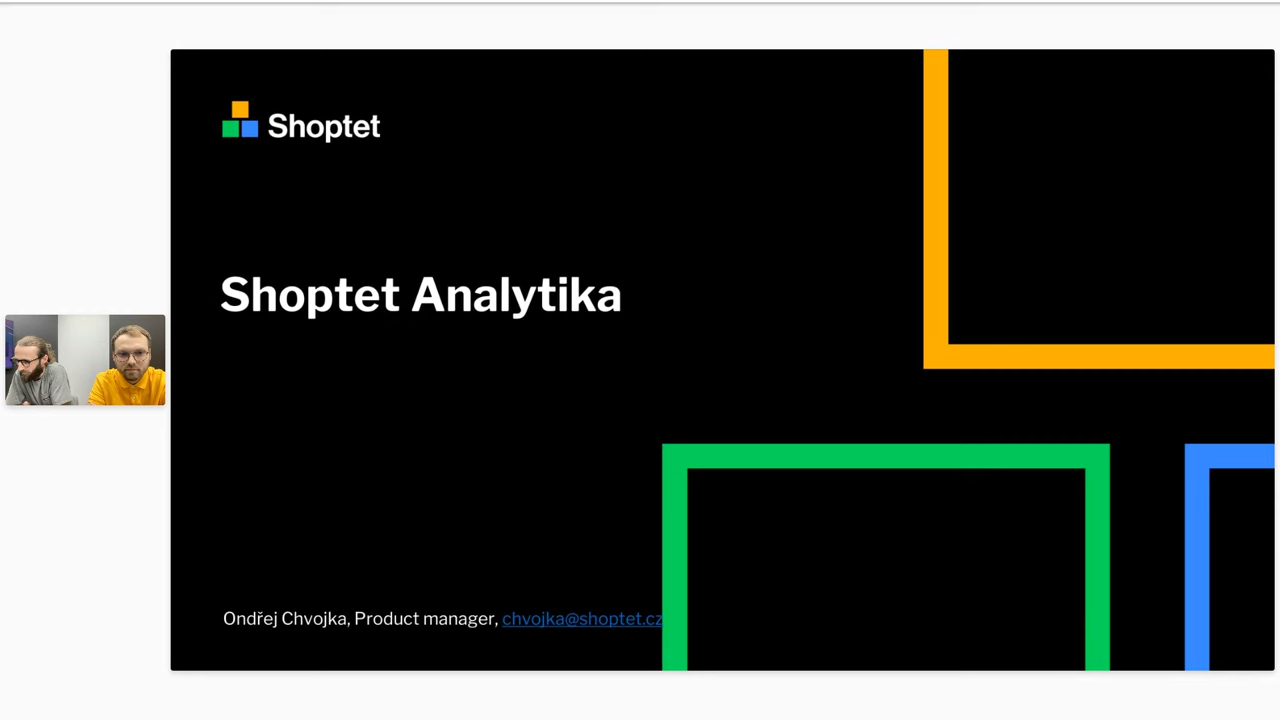 Shoptet
Shoptet Analytika
Ondřej Chvojka, Product manager, chvojka@shoptet.cz